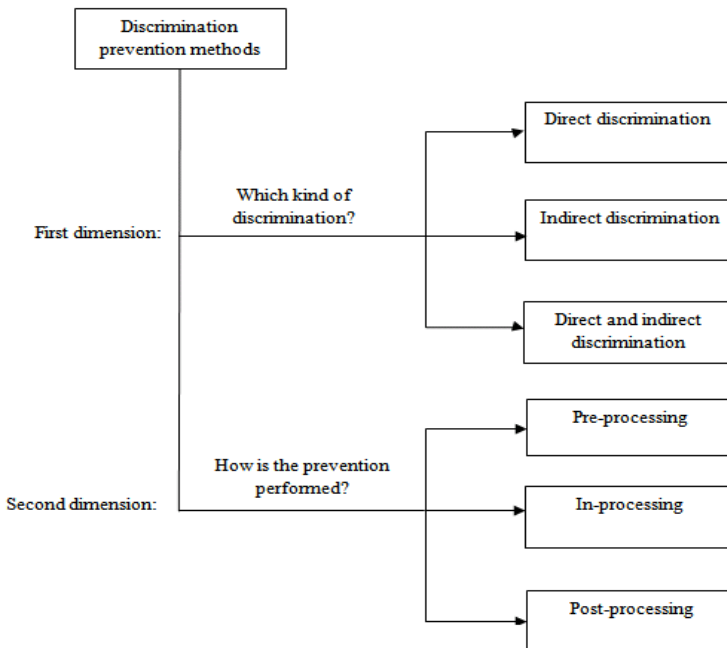 Discrimination
prevention methods
Direct discrimination
Which kind of
discrimination?
First dimension:
Indirect discrimination
Direct and indirect
discrimination
Pre-processing
How is the prevention
performed?
Second dimension:
In-processing
Post-processing